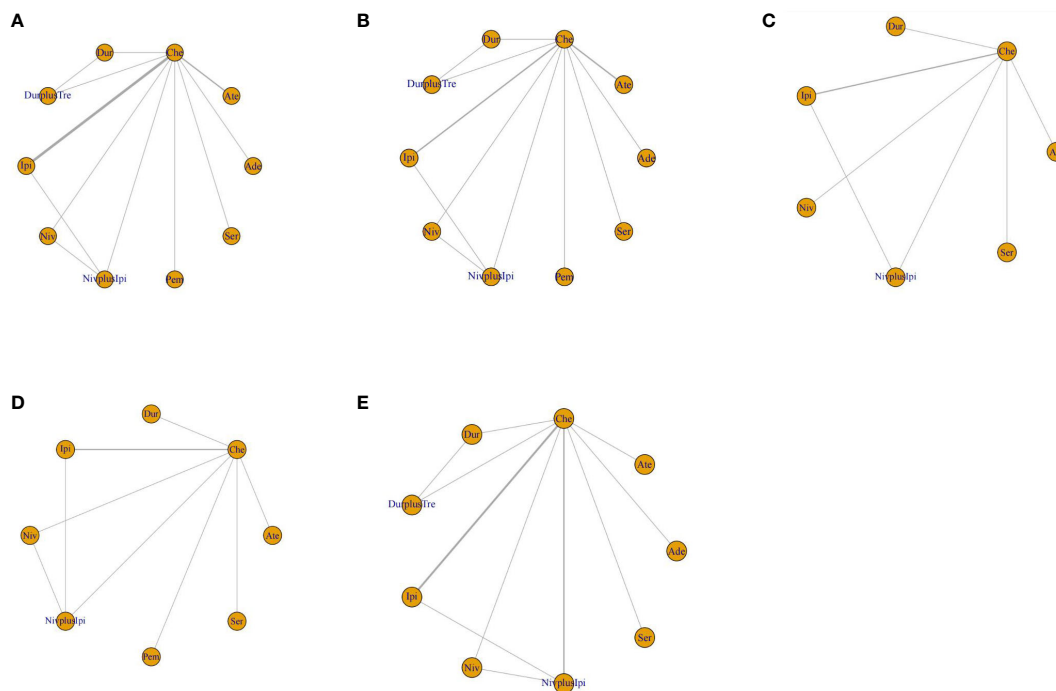 A
Dur
Che
DurplusTre
Ate
Ipi
Ade
Niv
Ser
NivplusIpi
Pem
B
Dur
Che
DurplusTre
Ate
Ipi
Ade
Niv
Ser
NivplusIpi
Pem
C
Dur
Che
Ipi
A
Niv
Ser
NivplusIpi
D
Dur
Ipi
Che
Niv
Ate
NivplusIpi
Ser
Pem
E
Che
Dur
Ate
DurplusTre
Ade
Ipi
Ser
Niv
NivplusIpi